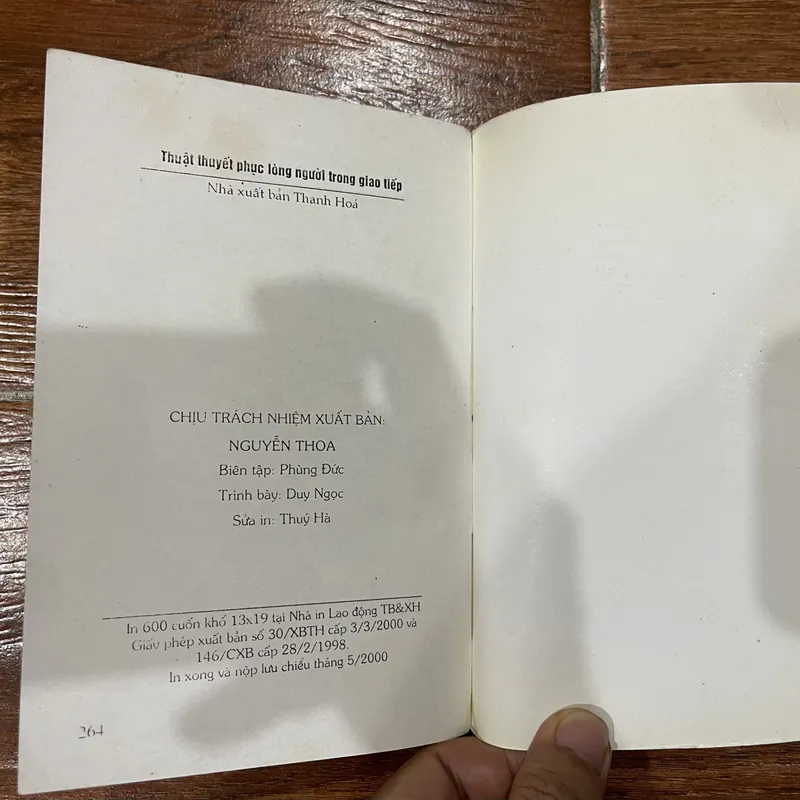 Thuật thuyết phục lòng người trong giao tiếp
Nhà xuất bản Thanh Hoá
CHỊU TRÁCH NHIỆM XUẤT BẢN:
NGUYỄN THOA
Biên tập: Phùng Đức
Trình bày: Duy Ngọc
Sửa in: Thuý Hà
In 600 cuốn khổ 13x19 tại Nhà in Lao động TB&XH
Giấy phép xuất bản số 30/XBTH cấp 3/3/2000 và
146/CXB cấp 28/2/1998.
In xong và nộp lưu chiểu tháng 5/2000
264